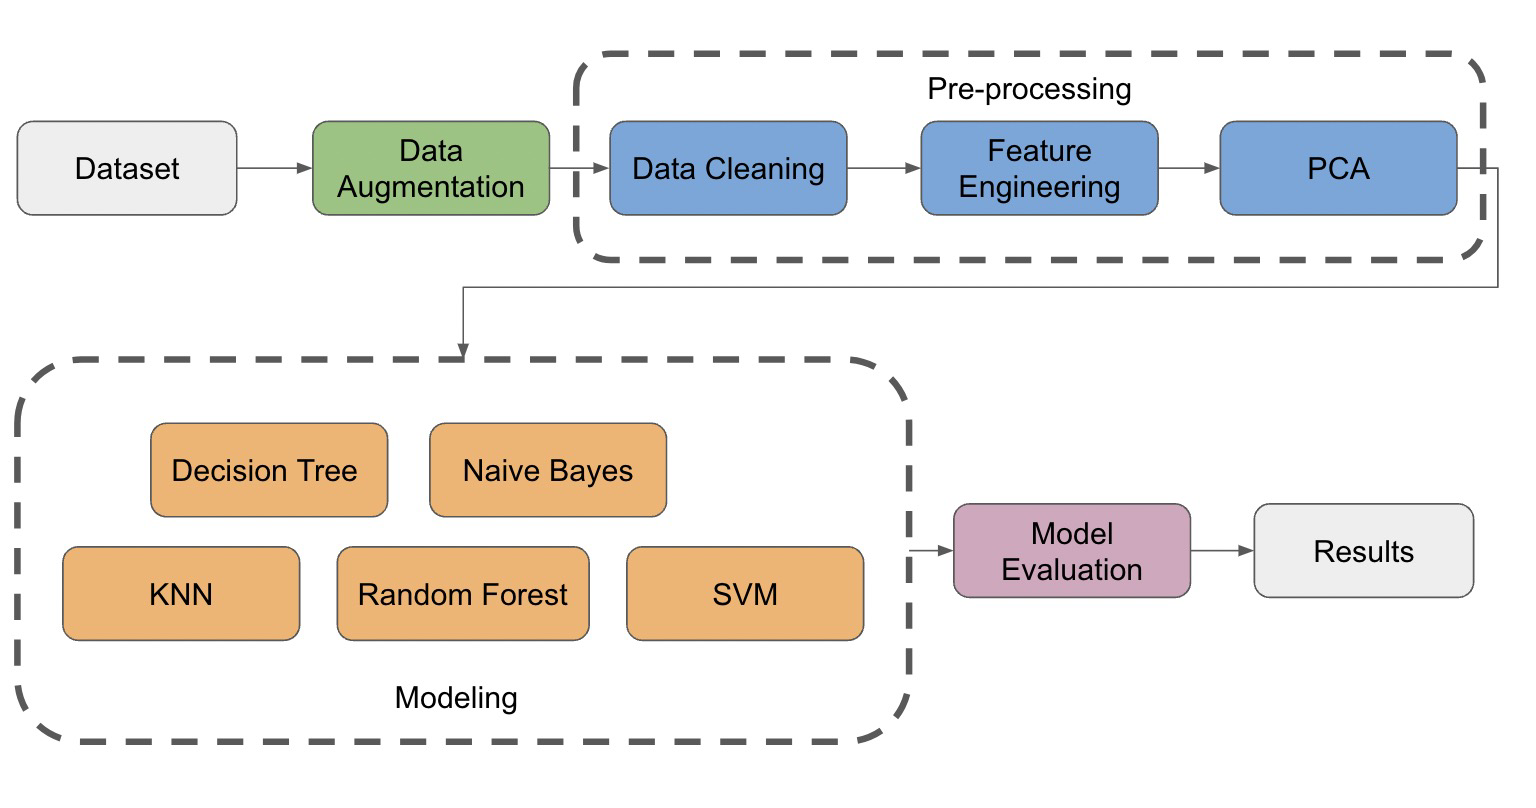 Pre-processing
Dataset
Data
Augmentation
Data Cleaning
Feature
Engineering
PCA
Decision Tree
Naive Bayes
KNN
Random Forest
SVM
Modeling
Model
Evaluation
Results